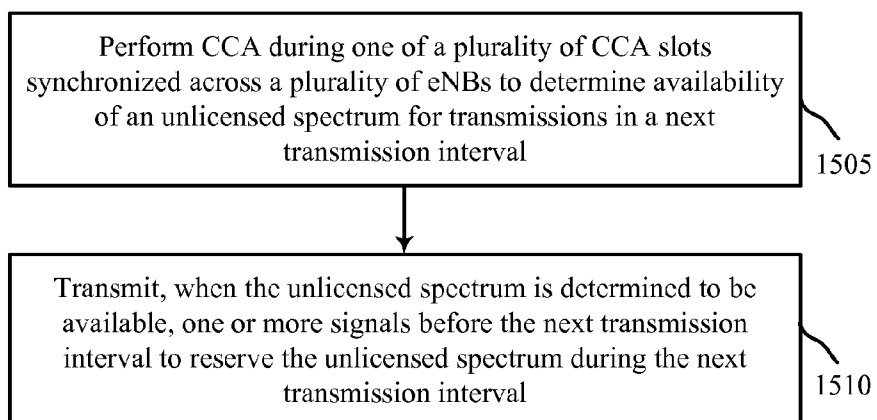 Perform CCA during one of a plurality of CCA slots
synchronized across a plurality of eNBs to determine availability
of an unlicensed spectrum for transmissions in a next
transmission interval
1505
Transmit, when the unlicensed spectrum is determined to be
available, one or more signals before the next transmission
interval to reserve the unlicensed spectrum during the next
transmission interval
1510